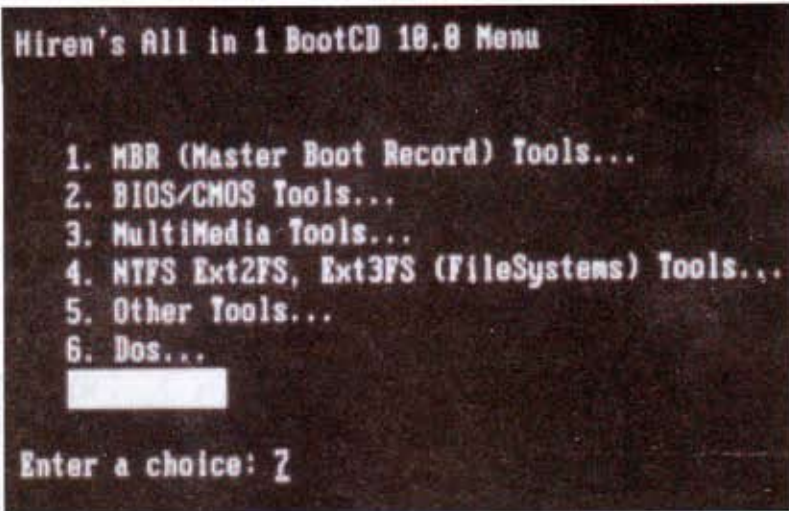 Hiren's All in 1 BootCD 10.0 Menu
1. MBR (Master Boot Record) Tools...
2. BIOS/CMOS Tools...
3. MultiMedia Tools...
4. NTFS Ext2FS, Ext3FS (FileSystems) Tools...
5. Other Tools...
6. Dos...
Enter a choice: 7